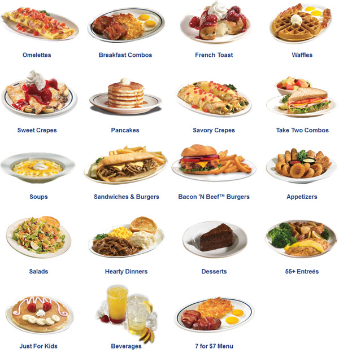 Omelettes
Breakfast Combos
French Toast
Waffles
Sweet Crepes
Pancakes
Savory Crepes
Take Two Combos
Soups
Sandwiches & Burgers
Bacon 'N Beef™ Burgers
Appetizers
Salads
Hearty Dinners
Desserts
55+ Entreés
Just For Kids
Beverages
7 for $7 Menu